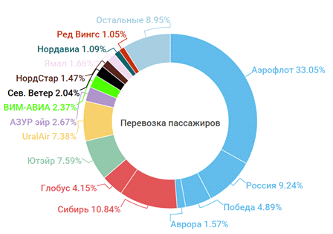 Остальные 8.95%
Ред Вингс 1.05%
Нордавиа 1.09%
Ямал 1.66%
НордСтар 1.47%
Сев. Ветер 2.04%
ВИМ-АВИА 2.37%
АЗУР эйр 2.67%
UralAir 7.38%
Ютэйр 7.59%
Глобус 4.15%
Сибирь 10.84%
Аврора 1.57%
Победа 4.89%
Россия 9.24%
Аэрофлот 33.05%
Перевозка пассажиров